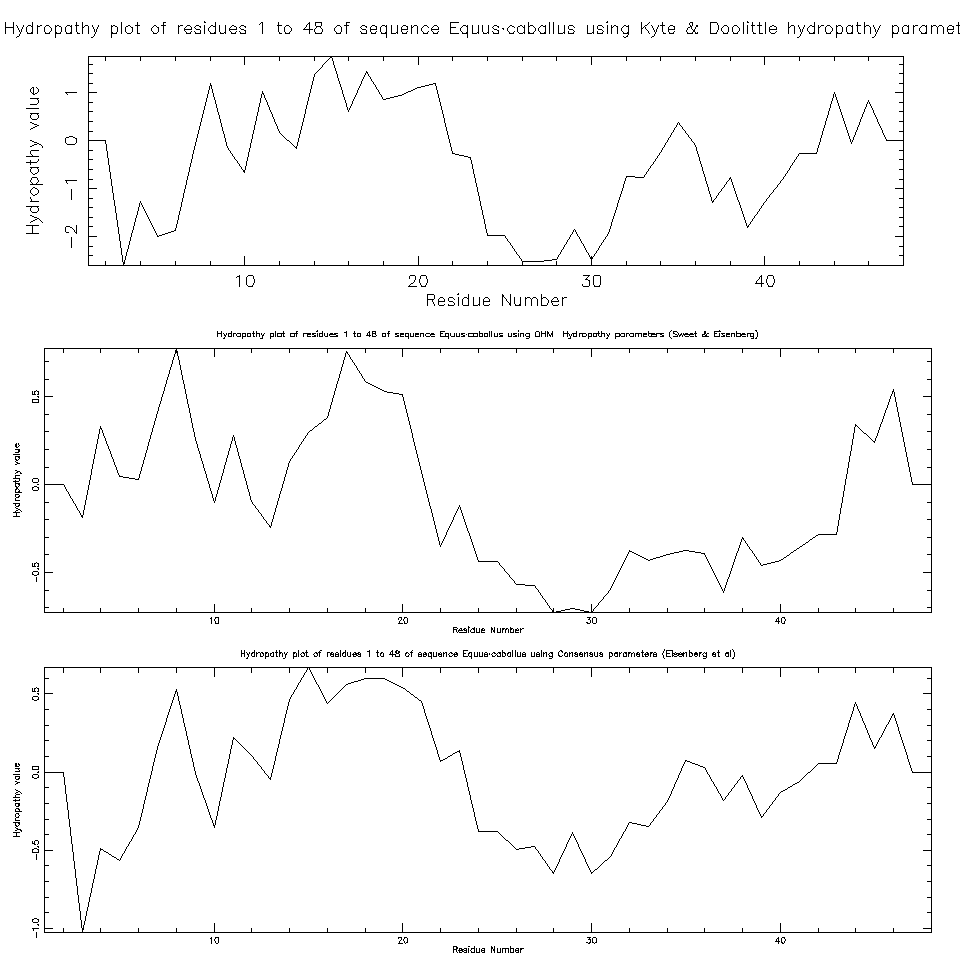 Hydropathy plot of residues 1 to 48 of sequence Equus·caballus using Kyte & Doolittle hydropathy paramet
Hydropathy value
1
0
−1
−2
10 20 30 40
Residue Number
Hydropathy plot of residues 1 to 48 of sequence Equus·caballus using OHM Hydropathy parameters (Sweet & Eisenberg)
Hydropathy value
0.5
0.0
−0.5
10 20 30 40
Residue Number
Hydropathy plot of residues 1 to 48 of sequence Equus·caballus using Consensus parameters (Eisenberg et al)
Hydropathy value
0.5
0.0
−0.5
−1.0
10 20 30 40
Residue Number